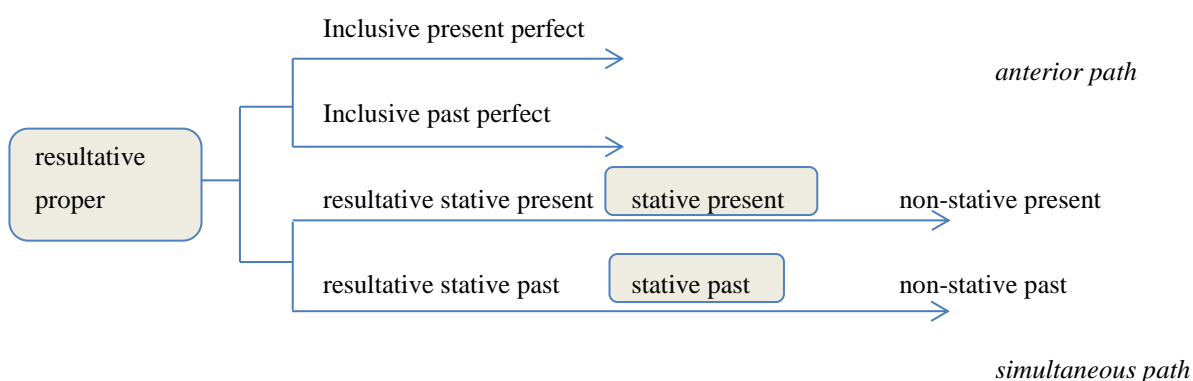 Inclusive present perfect
anterior path
Inclusive past perfect
resultative
proper
resultative stative present stative present non-stative present
resultative stative past stative past non-stative past
simultaneous path